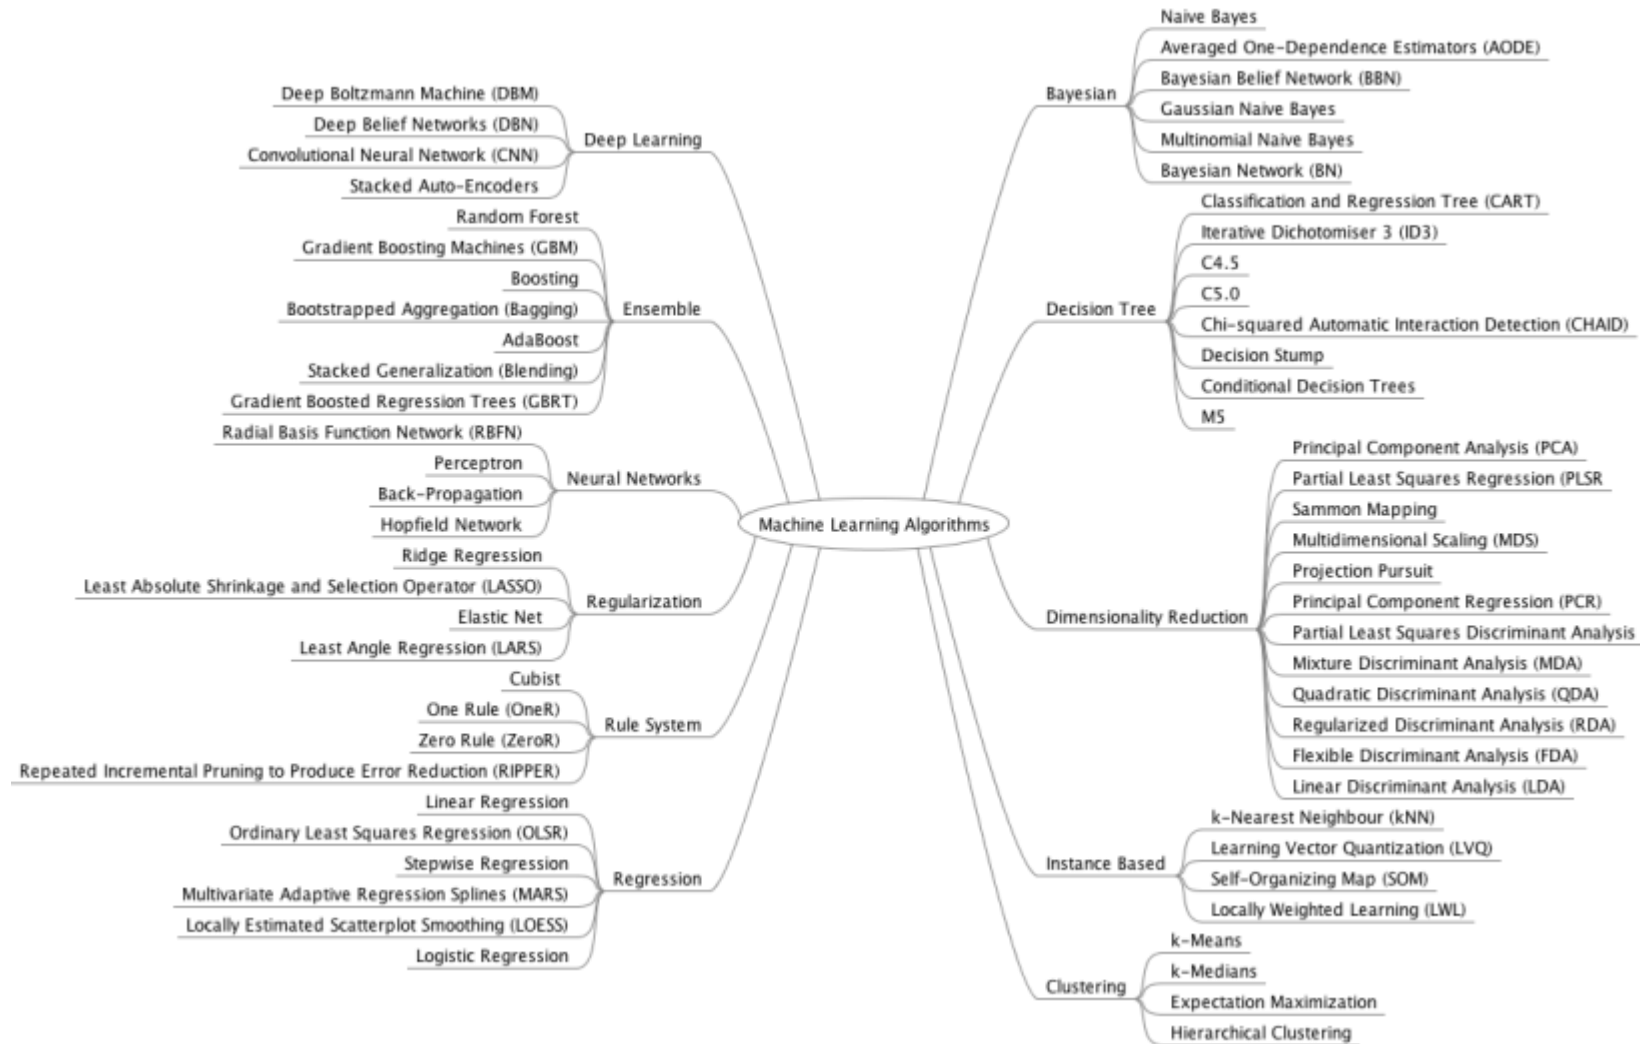 Machine Learning Algorithms
Deep Learning
Deep Boltzmann Machine (DBM)
Deep Belief Networks (DBN)
Convolutional Neural Network (CNN)
Stacked Auto-Encoders
Ensemble
Random Forest
Gradient Boosting Machines (GBM)
Boosting
Bootstrapped Aggregation (Bagging)
AdaBoost
Stacked Generalization (Blending)
Gradient Boosted Regression Trees (GBRT)
Neural Networks
Radial Basis Function Network (RBFN)
Perceptron
Back-Propagation
Hopfield Network
Regularization
Ridge Regression
Least Absolute Shrinkage and Selection Operator (LASSO)
Elastic Net
Least Angle Regression (LARS)
Rule System
Cubist
One Rule (OneR)
Zero Rule (ZeroR)
Repeated Incremental Pruning to Produce Error Reduction (RIPPER)
Regression
Linear Regression
Ordinary Least Squares Regression (OLSR)
Stepwise Regression
Multivariate Adaptive Regression Splines (MARS)
Locally Estimated Scatterplot Smoothing (LOESS)
Logistic Regression
Bayesian
Naive Bayes
Averaged One-Dependence Estimators (AODE)
Bayesian Belief Network (BBN)
Gaussian Naive Bayes
Multinomial Naive Bayes
Bayesian Network (BN)
Decision Tree
Classification and Regression Tree (CART)
Iterative Dichotomiser 3 (ID3)
C4.5
C5.0
Chi-squared Automatic Interaction Detection (CHAID)
Decision Stump
Conditional Decision Trees
M5
Dimensionality Reduction
Principal Component Analysis (PCA)
Partial Least Squares Regression (PLSR
Sammon Mapping
Multidimensional Scaling (MDS)
Projection Pursuit
Principal Component Regression (PCR)
Partial Least Squares Discriminant Analysis
Mixture Discriminant Analysis (MDA)
Quadratic Discriminant Analysis (QDA)
Regularized Discriminant Analysis (RDA)
Flexible Discriminant Analysis (FDA)
Linear Discriminant Analysis (LDA)
Instance Based
k-Nearest Neighbour (kNN)
Learning Vector Quantization (LVQ)
Self-Organizing Map (SOM)
Locally Weighted Learning (LWL)
Clustering
k-Means
k-Medians
Expectation Maximization
Hierarchical Clustering